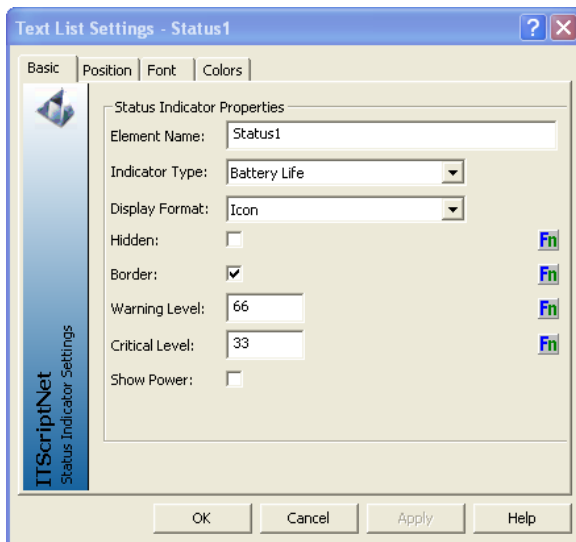 Text List Settings - Status1
Basic Position Font Colors
Status Indicator Properties
Element Name: Status1
Indicator Type: Battery Life
Display Format: Icon
Hidden: Fn
Border: Fn
Warning Level: 66 Fn
Critical Level: 33 Fn
Show Power:
ITScriptNet
Status Indicator Settings
OK Cancel Apply Help